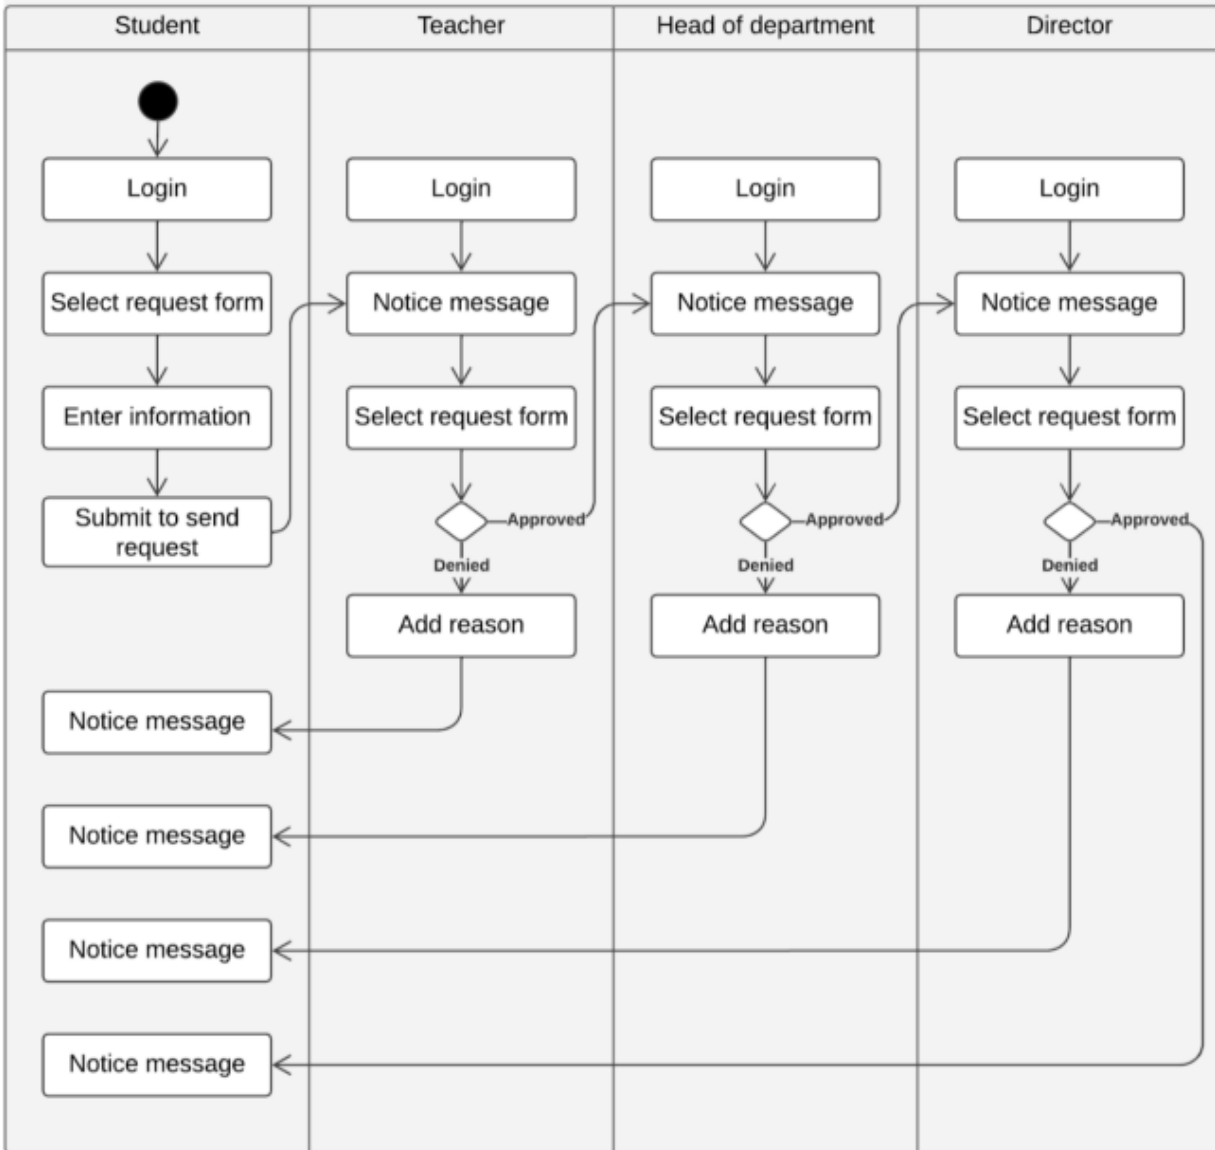 Student
Teacher
Head of department
Director
Login
Login
Login
Login
Select request form
Notice message
Notice message
Notice message
Enter information
Select request form
Select request form
Select request form
Submit to send
request
Approved
Approved
Approved
Denied
Denied
Denied
Add reason
Add reason
Add reason
Notice message
Notice message
Notice message
Notice message